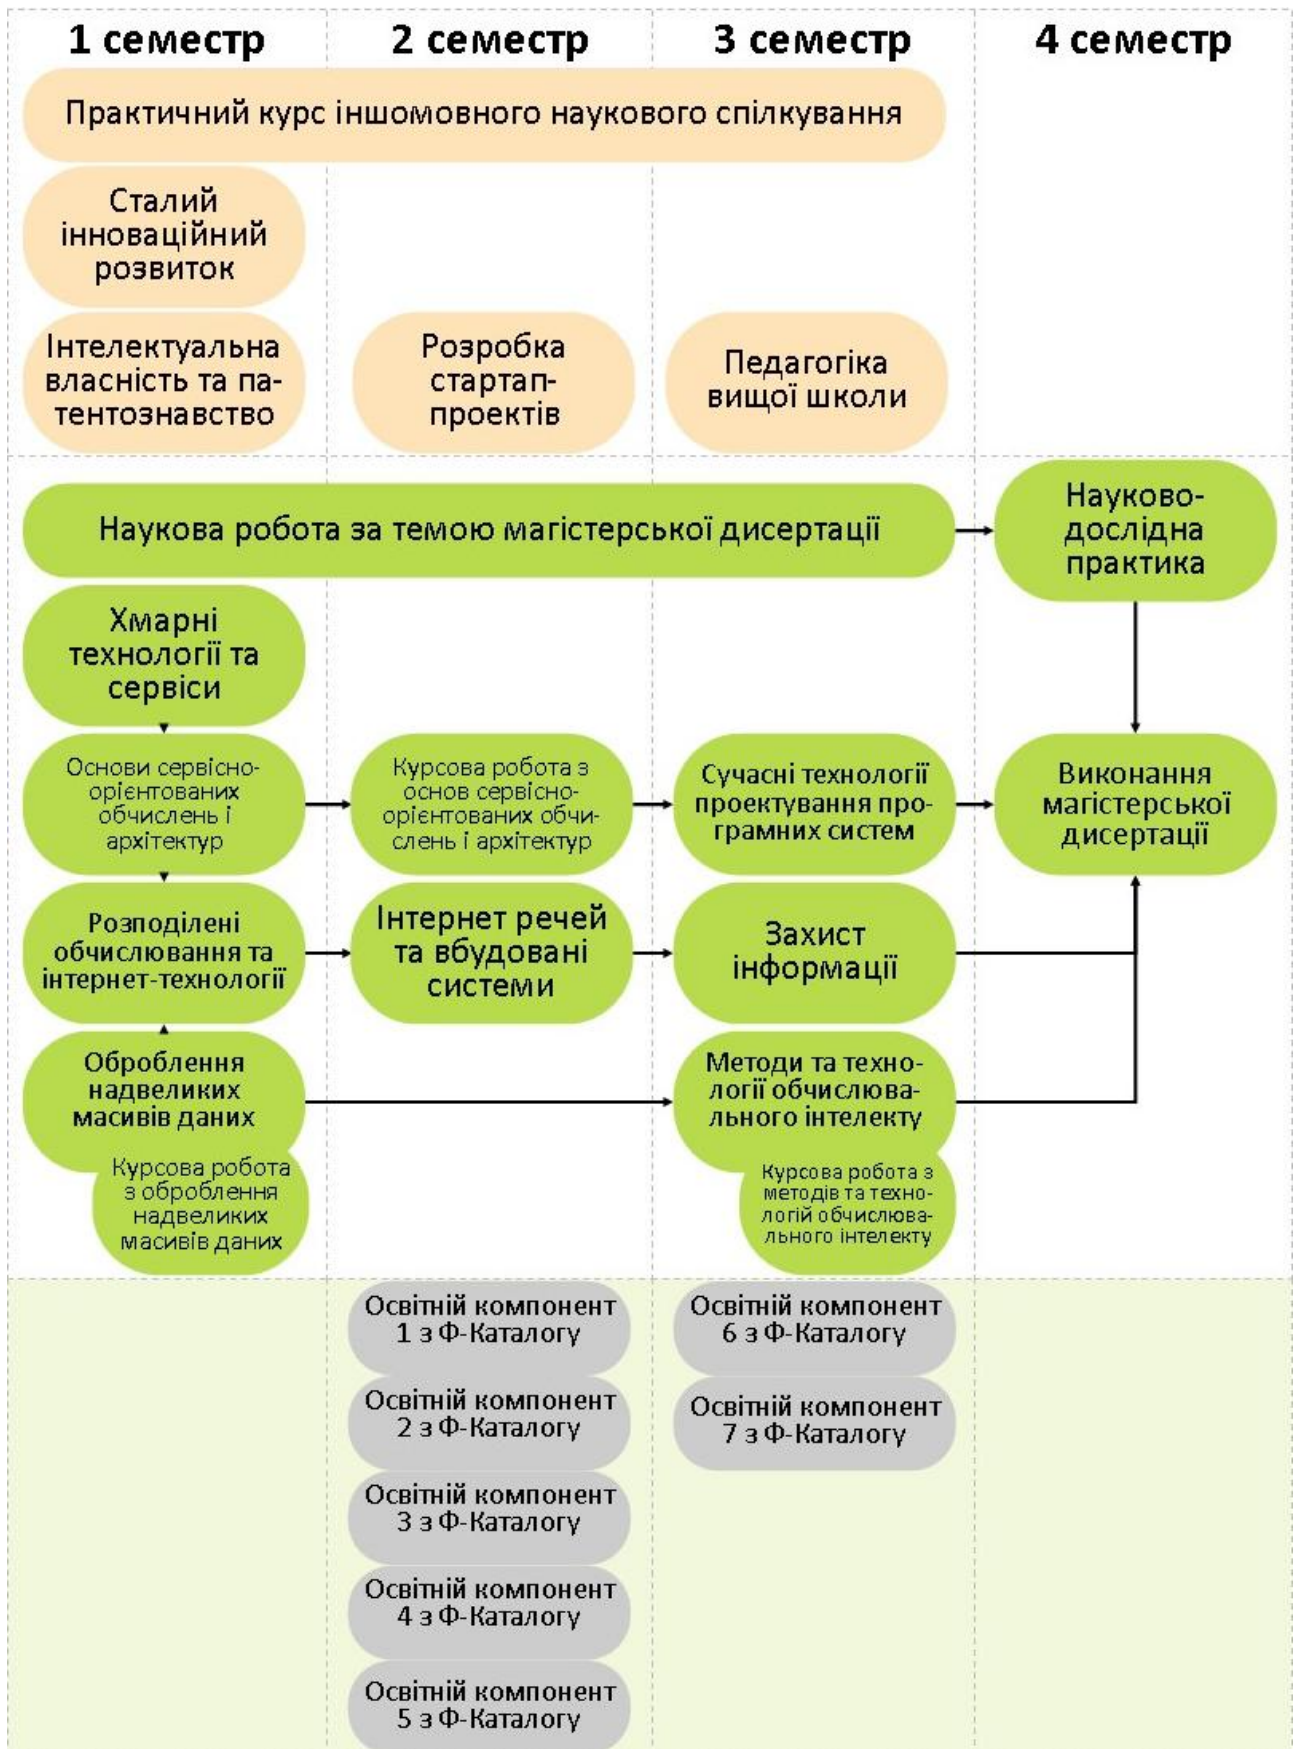 1 семестр
2 семестр
3 семестр
4 семестр
Практичний курс іншомовного наукового спілкування
Сталий
інноваційний
розвиток
Інтелектуальна
власність та па-
тентознавство
Розробка
стартап-
проектів
Педагогіка
вищої школи
Наукова робота за темою магістерської дисертації
Науково-
дослідна
практика
Хмарні
технології та
сервіси
Основи сервісно-
орієнтованих
обчислень і
архітектур
Курсова робота з
основ сервісно-
орієнтованих обчи-
слень і архітектур
Сучасні технології
проектування про-
грамних систем
Виконання
магістерської
дисертації
Розподілені
обчислювання та
інтернет-технології
Інтернет речей
та вбудовані
системи
Захист
інформації
Оброблення
надвеликих
масивів даних
Методи та техно-
логії обчислюва-
льного інтелекту
Курсова робота
з оброблення
надвеликих
масивів даних
Курсова робота з
методів та техно-
логій обчислюва-
льного інтелекту
Освітній компонент
1 з Ф-Каталогу
Освітній компонент
6 з Ф-Каталогу
Освітній компонент
2 з Ф-Каталогу
Освітній компонент
7 з Ф-Каталогу
Освітній компонент
3 з Ф-Каталогу
Освітній компонент
4 з Ф-Каталогу
Освітній компонент
5 з Ф-Каталогу